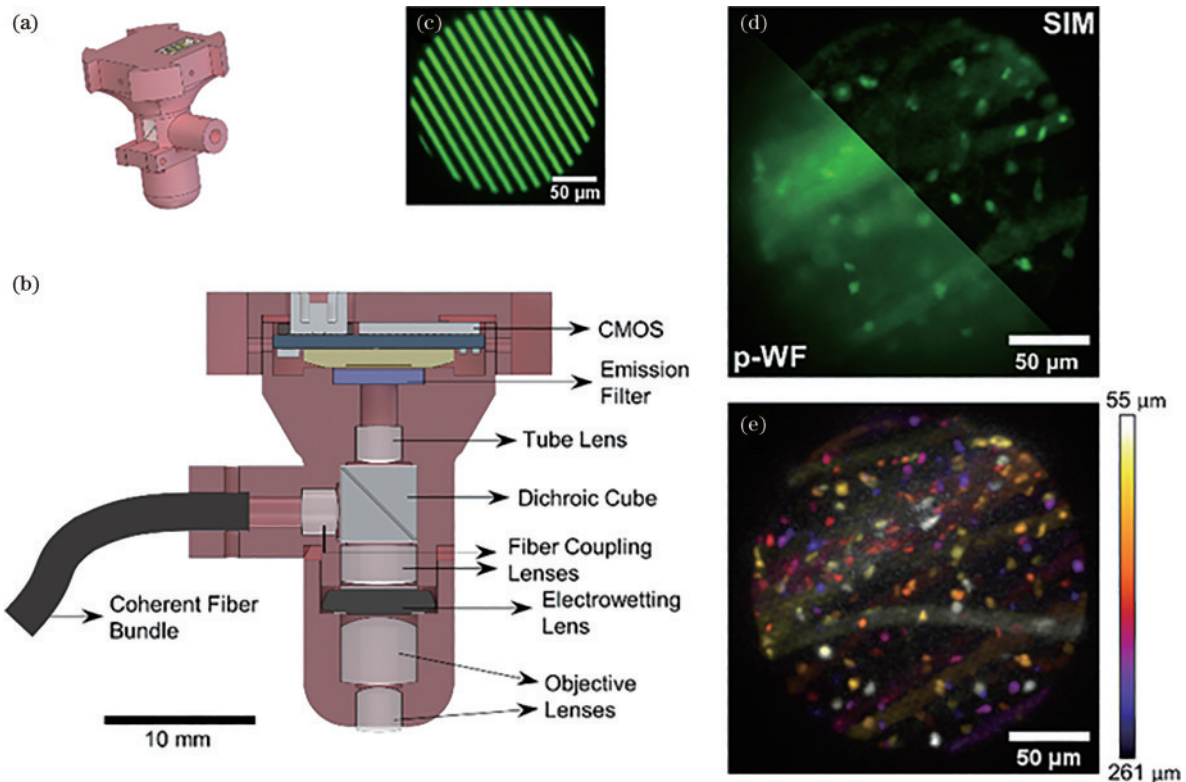 (a)
(c)
50 μm
(d)
SIM
p-WF
50 μm
(b)
CMOS
Emission
Filter
Tube Lens
Dichroic Cube
Fiber Coupling
Lenses
Electrowetting
Lens
Objective
Lenses
Coherent Fiber
Bundle
10 mm
(e)
50 μm
55 μm
261 μm